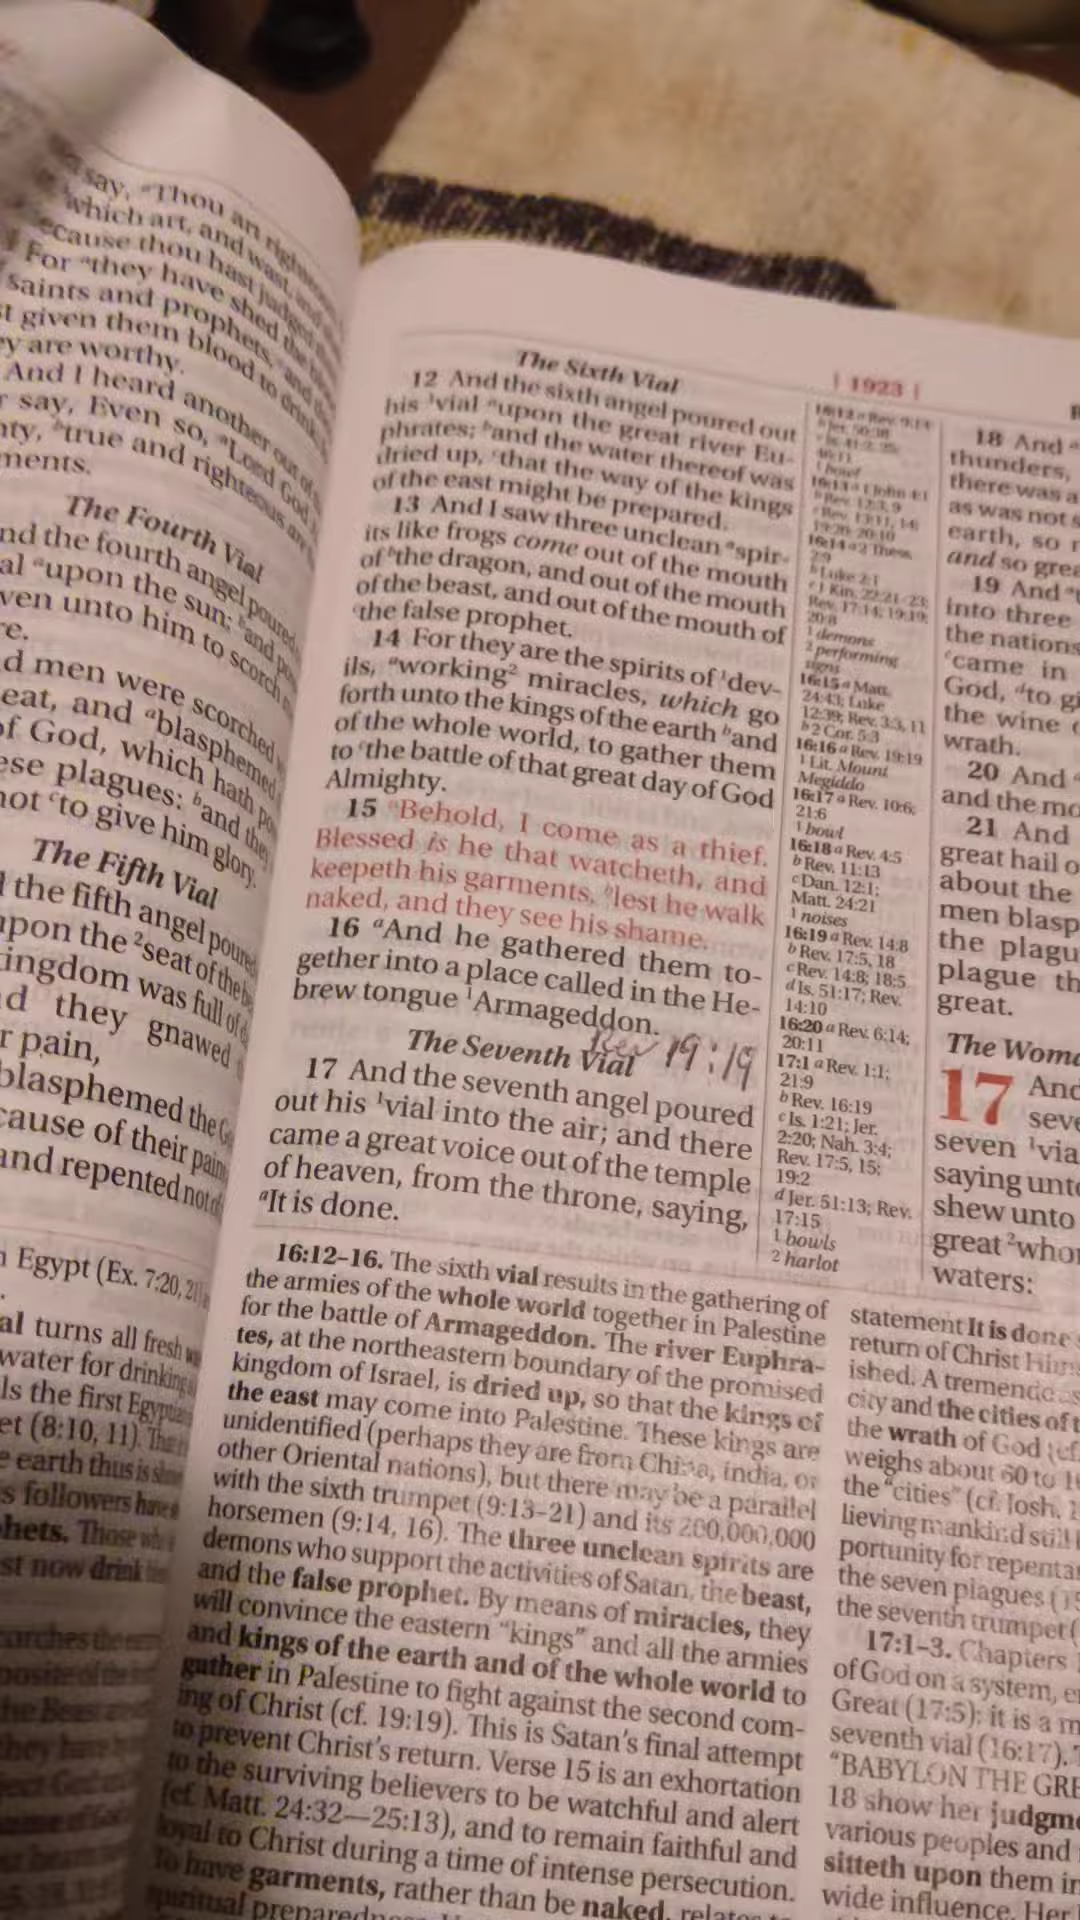 say, "Thou art
which art, and wast,
ecause thou hast judged
For athey have shed the
saints and prophets, and
t given them blood to drink
ey are worthy.
And I heard another out of
r say, Even so, aLord God
hty, btrue and righteous are
ments.
The Fourth Vial
nd the fourth angel poured
al aupon the sun; band
ven unto him to scorch
re.
d men were scorched
eat, and ablasphemed
of God, which hath
ese plagues: band they
not cto give him glory.
The Fifth Vial
the fifth angel poured
upon the 2seat of the
ingdom was full of
d they gnawed
r pain,
blasphemed the
cause of their pain
and repented not
Egypt (Ex. 7:20,
al turns all fresh
water for drinking
ls the first Egyptian
et (8:10, 11).
e earth thus is
s followers have
phets. Those
st now drink
1923
The Sixth Vial
12 And the sixth angel poured out
his 1vial aupon the great river Eu-
phrates; band the water thereof was
dried up, cthat the way of the kings
of the east might be prepared.
13 And I saw three unclean aspir-
its like frogs come out of the mouth
of bthe dragon, and out of the mouth
of the beast, and out of the mouth of
cthe false prophet.
14 For they are the spirits of 1dev-
ils, aworking2 miracles, which go
forth unto the kings of the earth band
of the whole world, to gather them
to cthe battle of that great day of God
Almighty.
15 aBehold, I come as a thief.
Blessed is he that watcheth, and
keepeth his garments, blest he walk
naked, and they see his shame.
16 aAnd he gathered them to-
gether into a place called in the He-
brew tongue 1Armageddon.
Rev 19:19
The Seventh Vial
17 And the seventh angel poured
out his 1vial into the air; and there
came a great voice out of the temple
of heaven, from the throne, saying,
aIt is done.
16:12 a Rev. 9:14
b Jer. 50:38
c Is. 41:2, 25;
46:11
1 bowl
16:13 a 1 John 4:1
b Rev. 12:3, 9
c Rev. 13:11, 14;
19:20; 20:10
16:14 a 2 Thess.
2:9
b Luke 2:1
c 1 Kin. 22:21-23;
Rev. 17:14; 19:19;
20:8
1 demons
2 performing
signs
16:15 a Matt.
24:43; Luke
12:39; Rev. 3:3, 11
b 2 Cor. 5:3
16:16 a Rev. 19:19
1 Lit. Mount
Megiddo
16:17 a Rev. 10:6;
21:6
1 bowl
16:18 a Rev. 4:5
b Rev. 11:13
c Dan. 12:1;
Matt. 24:21
1 noises
16:19 a Rev. 14:8
b Rev. 17:5, 18
c Rev. 14:8; 18:5
d Is. 51:17; Rev.
14:10
16:20 a Rev. 6:14;
20:11
17:1 a Rev. 1:1;
21:9
b Rev. 16:19
c Is. 1:21; Jer.
2:20; Nah. 3:4;
Rev. 17:5, 15;
19:2
d Jer. 51:13; Rev.
17:15
1 bowls
2 harlot
18 And a
thunders,
there was a
as was not s
earth, so
and so grea
19 And a
into three
the nations
ccame in
God, dto gi
the wine o
wrath.
20 And a
and the mo
21 And
great hail o
about the
men blasp
the plagu
plague th
great.
The Woma
17 And
seve
seven 1via
saying unto
shew unto
great 2whor
waters:
16:12–16. The sixth vial results in the gathering of
the armies of the whole world together in Palestine
for the battle of Armageddon. The river Euphra-
tes, at the northeastern boundary of the promised
kingdom of Israel, is dried up, so that the kings of
the east may come into Palestine. These kings are
unidentified (perhaps they are from China, India, or
other Oriental nations), but there may be a parallel
with the sixth trumpet (9:13–21) and its 200,000,000
horsemen (9:14, 16). The three unclean spirits are
demons who support the activities of Satan, the beast,
and the false prophet. By means of miracles, they
will convince the eastern "kings" and all the armies
and kings of the earth and of the whole world to
gather in Palestine to fight against the second com-
ing of Christ (cf. 19:19). This is Satan's final attempt
to prevent Christ's return. Verse 15 is an exhortation
to the surviving believers to be watchful and alert
(cf. Matt. 24:32—25:13), and to remain faithful and
loyal to Christ during a time of intense persecution.
To have garments, rather than be naked, relates to
spiritual preparedness.
statement It is done
return of Christ Hims
ished. A tremendous
city and the cities of t
the wrath of God (cf.
weighs about 60 to 1
the "cities" (cf. Josh.
lieving mankind still
portunity for repentan
the seven plagues (15
the seventh trumpet (
17:1–3. Chapters
of God on a system, e
Great (17:5); it is a m
seventh vial (16:17).
"BABYLON THE GRE
18 show her judgme
various peoples and
sitteth upon them in
wide influence. Her